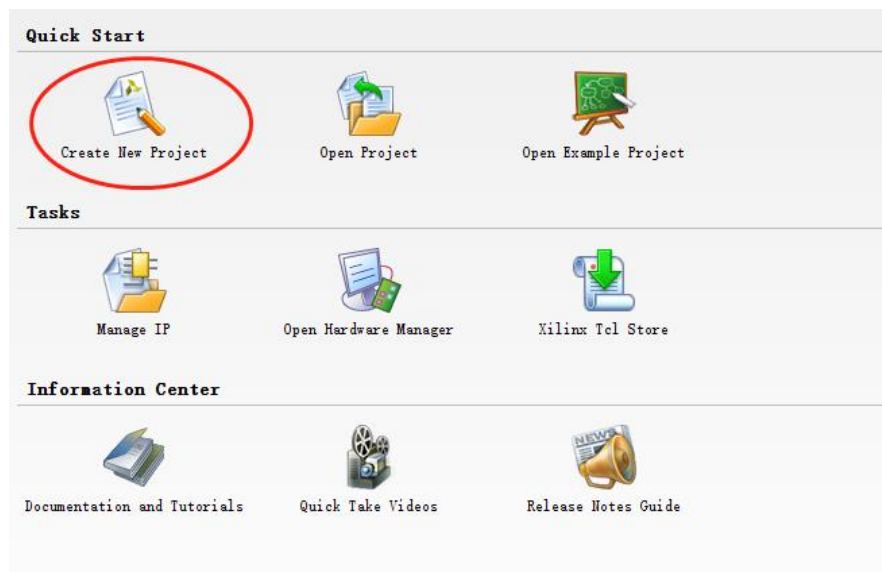 Quick Start
Create New Project
Open Project
Open Example Project
Tasks
Manage IP
Open Hardware Manager
Xilinx Tcl Store
Information Center
NEWS
Documentation and Tutorials
Quick Take Videos
Release Notes Guide